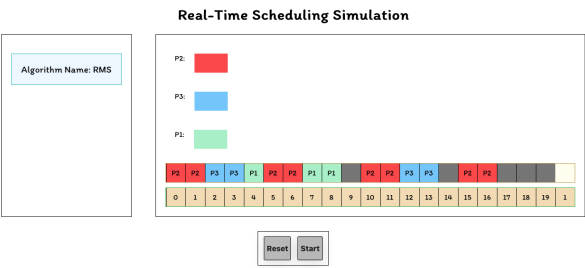 Real-Time Scheduling Simulation
Algorithm Name: RMS
P2:
P3:
P1:
P2 P2 P3 P3 P1 P2 P2 P1 P1 P2 P2 P3 P3 P2 P2
0 1 2 3 4 5 6 7 8 9 10 11 12 13 14 15 16 17 18 19 1
Reset Start